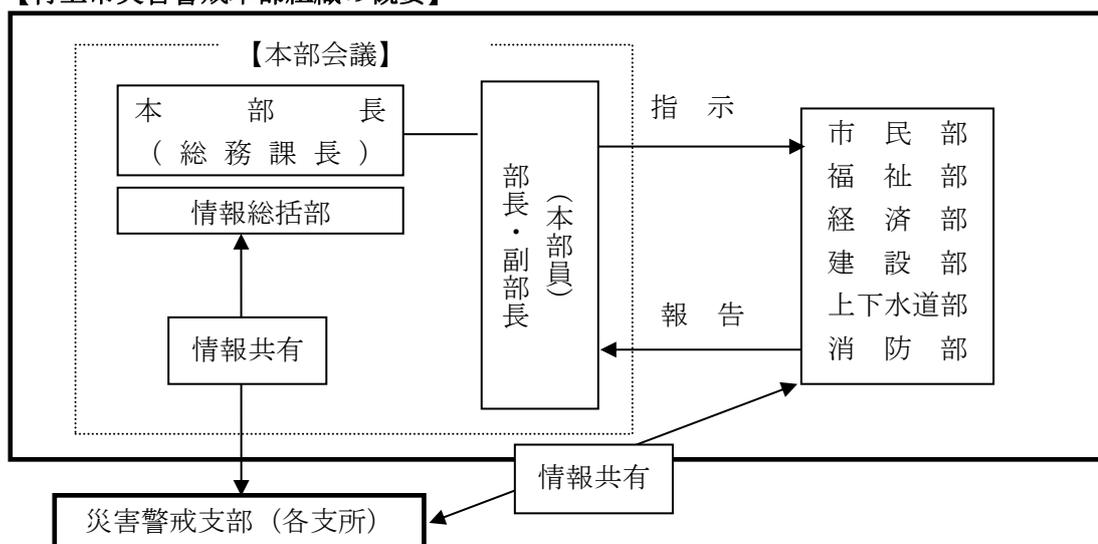 【村上市災害警戒本部組織の概要】
【本部会議】
本部長
（総務課長）
情報総括部
部長・副部長
（本部員）
指示
市民部
福祉部
経済部
建設部
上下水道部
消防部
報告
情報共有
情報共有
災害警戒支部（各支所）